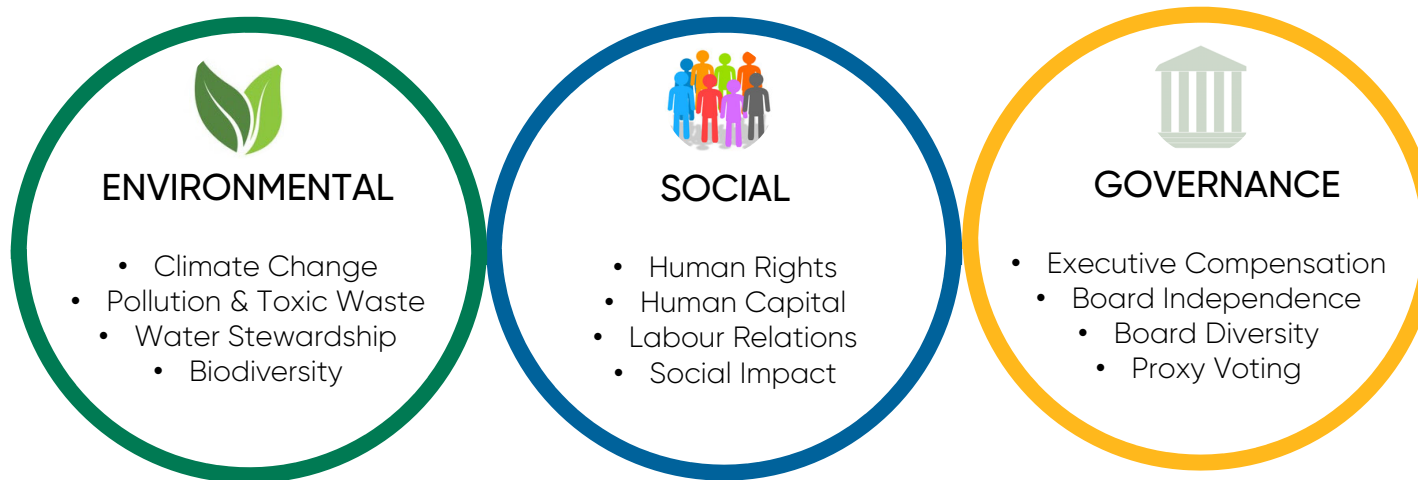 ENVIRONMENTAL
• Climate Change
• Pollution & Toxic Waste
• Water Stewardship
• Biodiversity
SOCIAL
• Human Rights
• Human Capital
• Labour Relations
• Social Impact
GOVERNANCE
• Executive Compensation
• Board Independence
• Board Diversity
• Proxy Voting